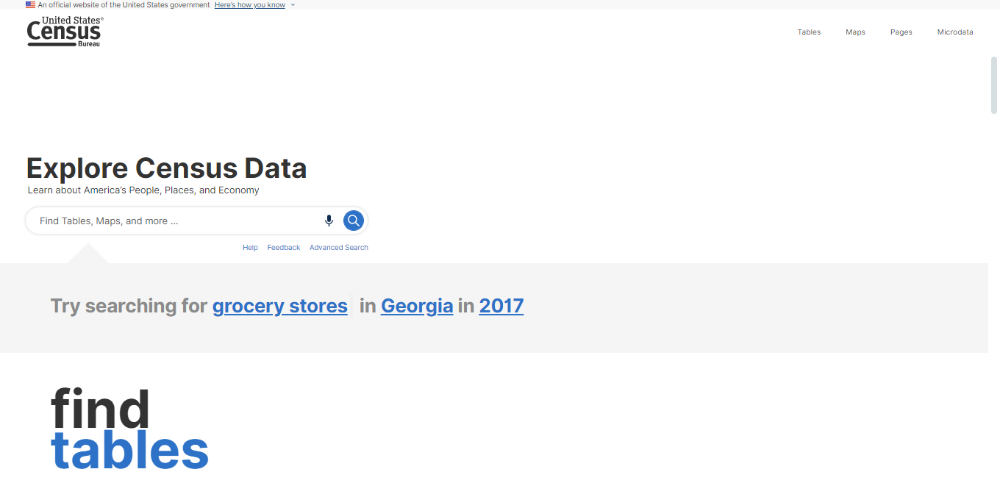 An official website of the United States government Here's how you know
United States®
Census
Bureau
Tables Maps Pages Microdata
Explore Census Data
Learn about America's People, Places, and Economy
Find Tables, Maps, and more ...
Help Feedback Advanced Search
Try searching for grocery stores in Georgia in 2017
find
tables